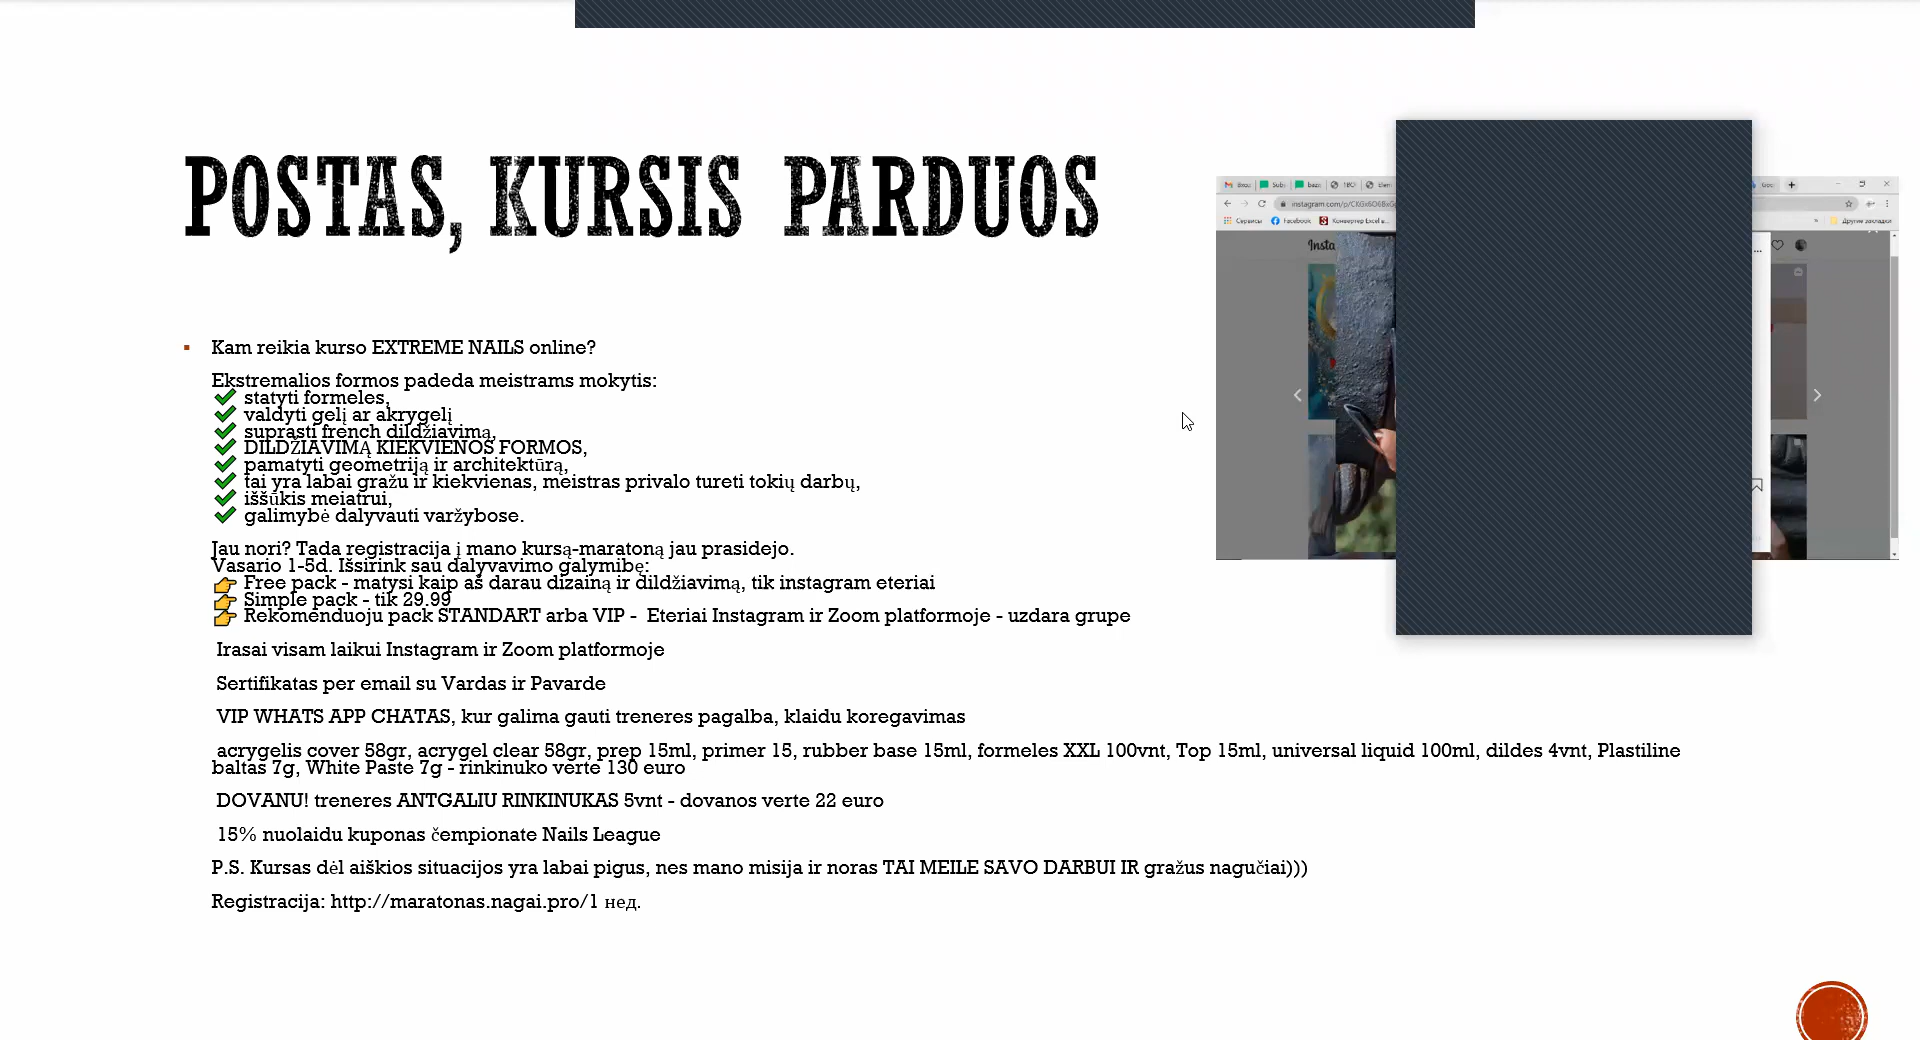 POSTAS, KURSIS PARDUOS
Kam reikia kurso EXTREME NAILS online?
Ekstremalios formos padeda meistrams mokytis:
✔ statyti formeles,
✔ valdyti gelį ar akrygelį
✔ suprasti french dildžiavimą,
✔ DILDŽIAVIMĄ KIEKVIENOS FORMOS,
✔ pamatyti geometriją ir architektūrą,
✔ tai yra labai gražu ir kiekvienas, meistras privalo tureti tokių darbų,
✔ iššūkis meiatrui,
✔ galimybė dalyvauti varžybose.
Jau nori? Tada registracija į mano kursą-maratoną jau prasidejo.
Vasario 1-5d. Išsirink sau dalyvavimo galymibę:
👉 Free pack - matysi kaip aš darau dizainą ir dildžiavimą, tik instagram eteriai
👉 Simple pack - tik 29.99
👉 Rekomenduoju pack STANDART arba VIP - Eteriai Instagram ir Zoom platformoje - uzdara grupe
Irasai visam laikui Instagram ir Zoom platformoje
Sertifikatas per email su Vardas ir Pavarde
VIP WHATS APP CHATAS, kur galima gauti treneres pagalba, klaidu koregavimas
acrygelis cover 58gr, acrygel clear 58gr, prep 15ml, primer 15, rubber base 15ml, formeles XXL 100vnt, Top 15ml, universal liquid 100ml, dildes 4vnt, Plastiline
baltas 7g, White Paste 7g - rinkinuko verte 130 euro
DOVANU! treneres ANTGALIU RINKINUKAS 5vnt - dovanos verte 22 euro
15% nuolaidu kuponas čempionate Nails League
P.S. Kursas dėl aiškios situacijos yra labai pigus, nes mano misija ir noras TAI MEILE SAVO DARBUI IR gražus nagučiai)))
Registracija: http://maratonas.nagai.pro/1 нед.
Сервисы Facebook Конвертер Excel в...
Другие закладки
Insta